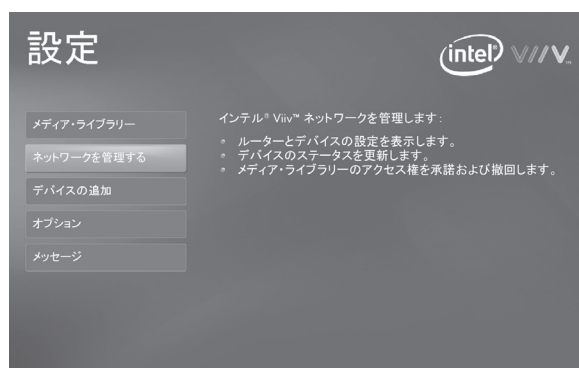 設定
intel® VIIV™
メディア・ライブラリー
ネットワークを管理する
デバイスの追加
オプション
メッセージ
インテル® Viiv™ ネットワークを管理します:
• ルーターとデバイスの設定を表示します。
• デバイスのステータスを更新します。
• メディア・ライブラリーのアクセス権を承諾および撤回します。